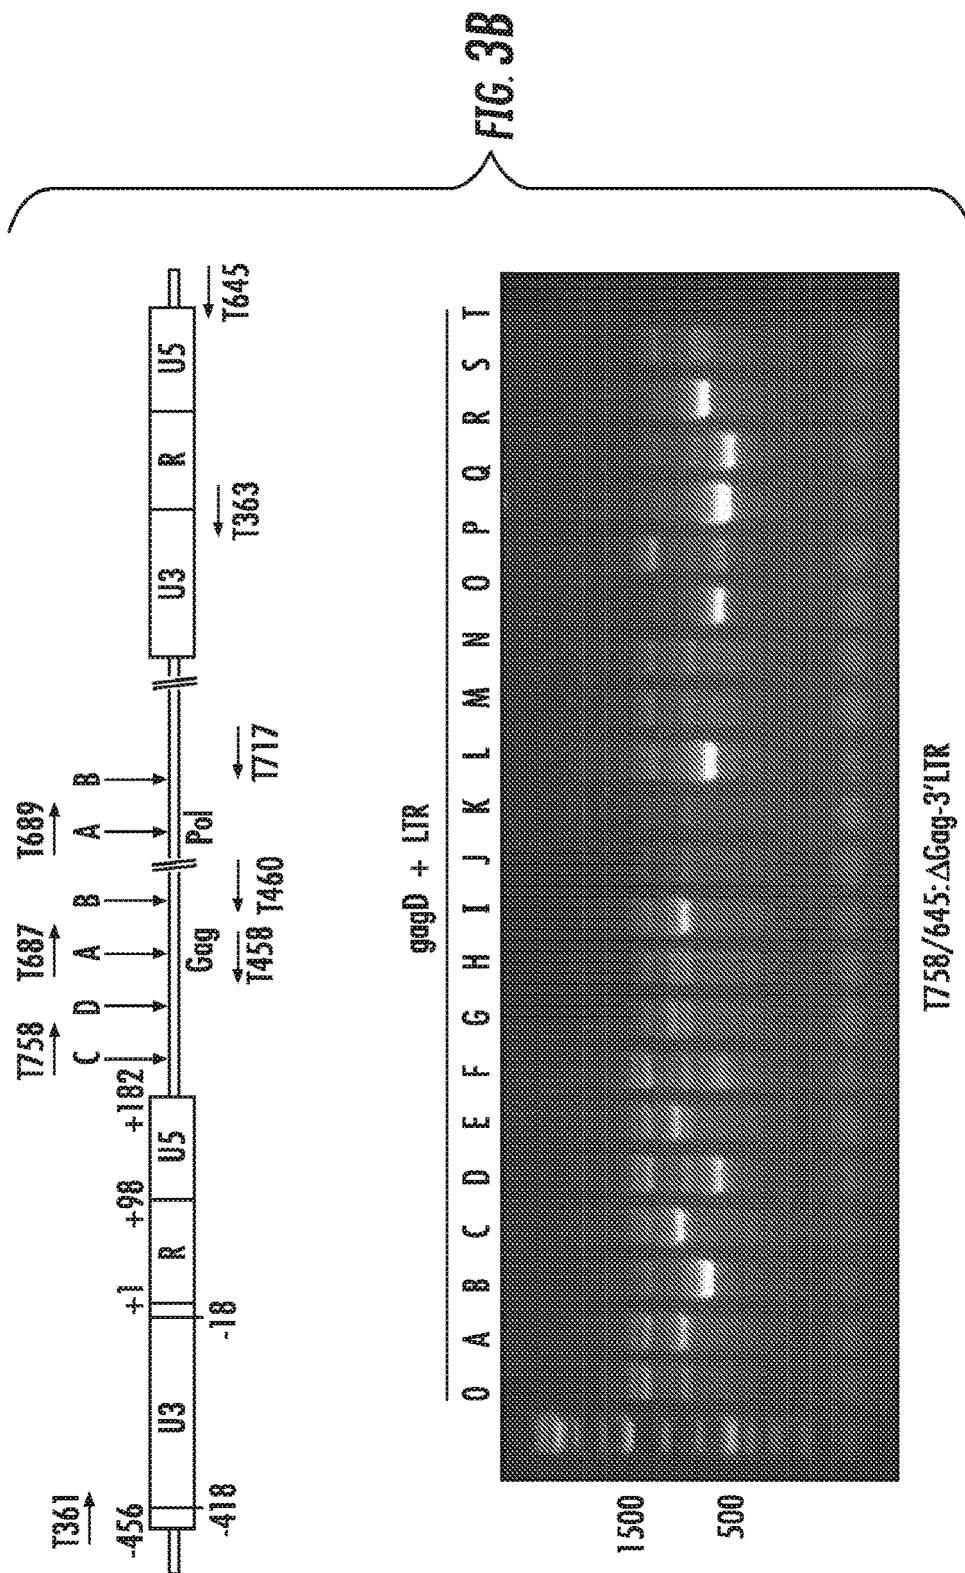 T361 T758 T687 T689
-456 +1 +98 +182 C D A B A B
U3 R U5 U3 R U5
-418 -18 Gag Pol
T458 T460 T717 T363 T645
gagD + LTR
O A B C D E F G H I J K L M N O P Q R S T
1500
500
T758/645:ΔGag-3'LTR
FIG. 3B